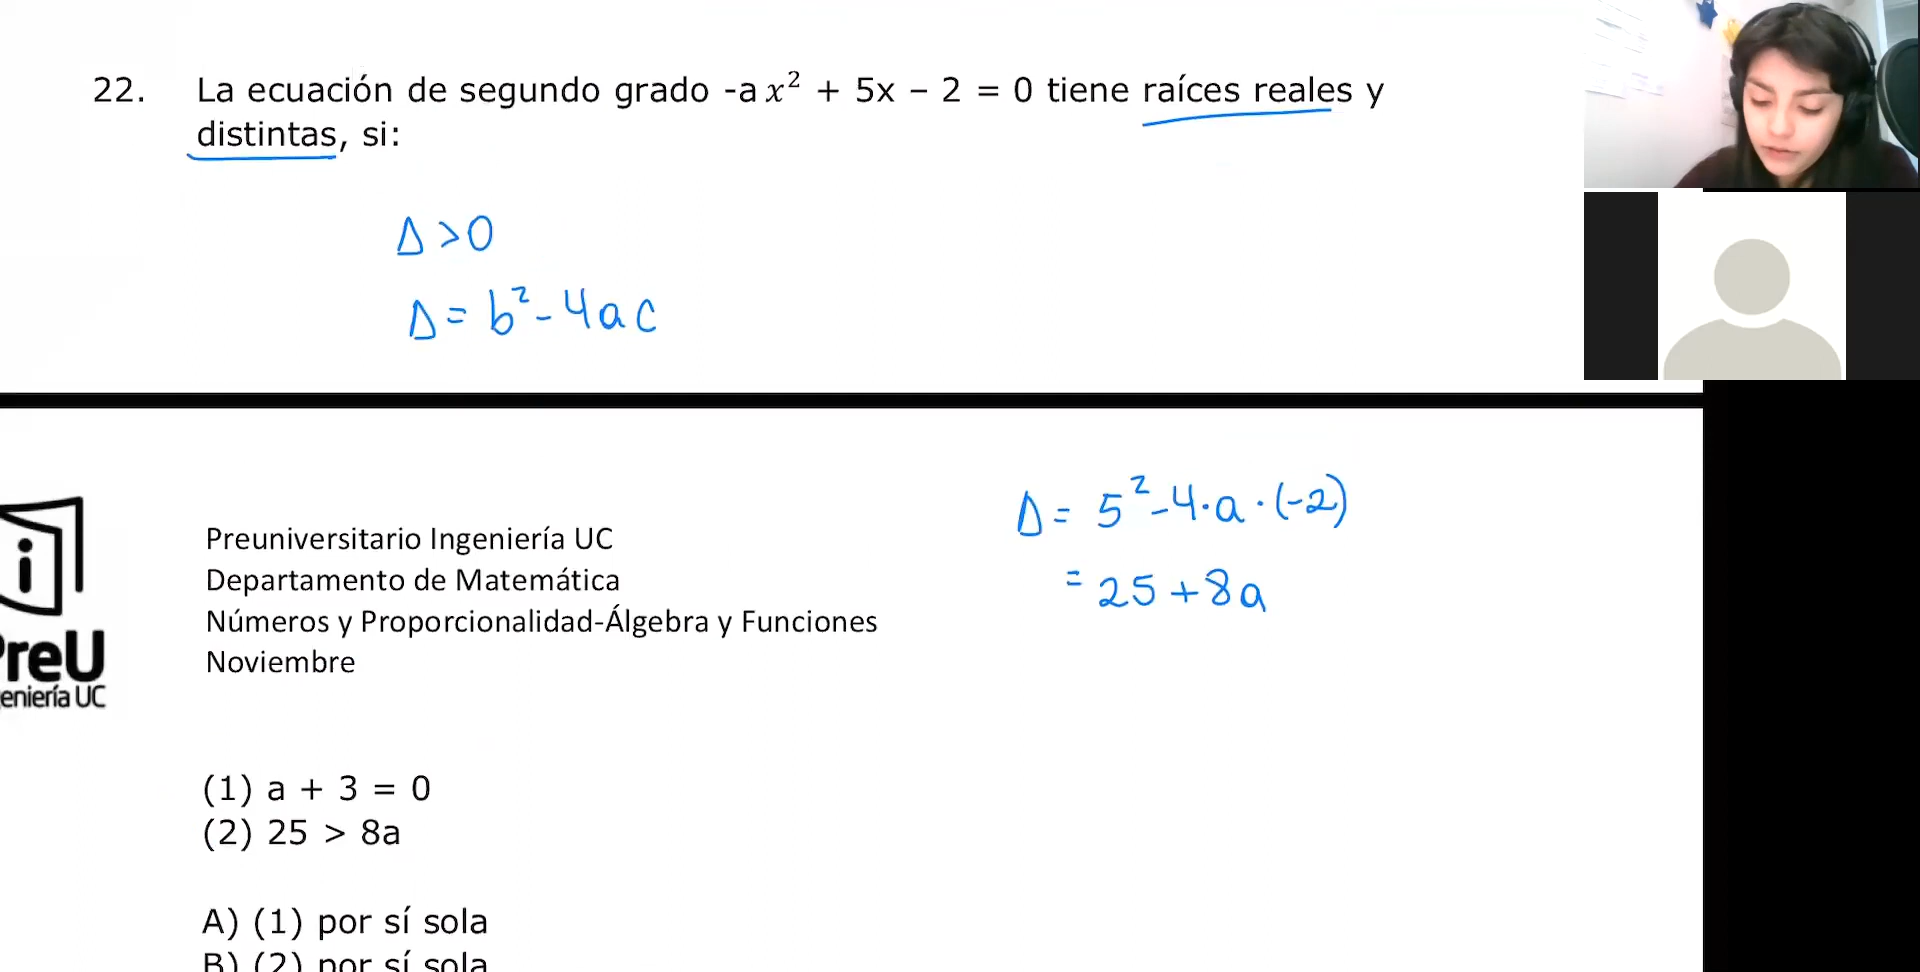 22. La ecuación de segundo grado -a x² + 5x – 2 = 0 tiene raíces reales y
distintas, si:
Δ > 0
Δ = b² - 4ac
Δ = 5² - 4·a·(-2)
= 25 + 8a
i
PreU
eniería UC
Preuniversitario Ingeniería UC
Departamento de Matemática
Números y Proporcionalidad-Álgebra y Funciones
Noviembre
(1) a + 3 = 0
(2) 25 > 8a
A) (1) por sí sola
B) (2) por sí sola